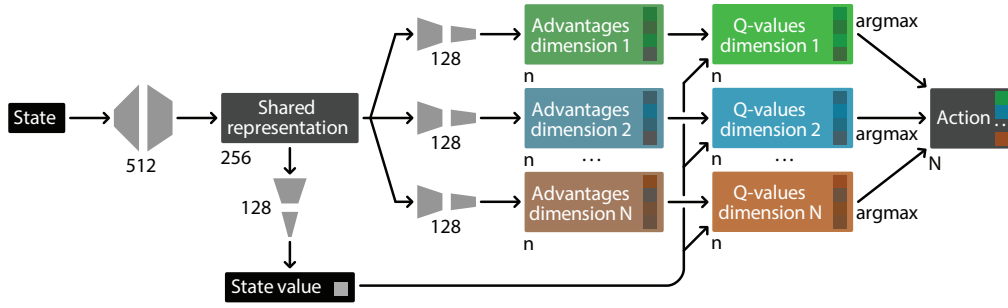 State
512
Shared
representation
256
128
State value
128
Advantages
dimension 1
n
Q-values
dimension 1
n
argmax
128
Advantages
dimension 2
n
...
Q-values
dimension 2
n
...
argmax
128
Advantages
dimension N
n
Q-values
dimension N
n
argmax
Action
...
N